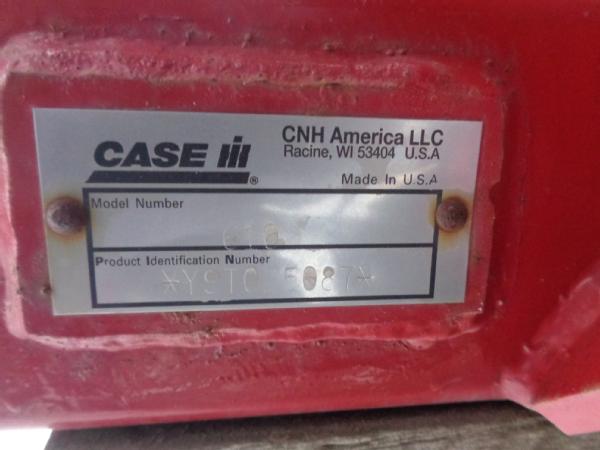 CASE IH
CNH America LLC
Racine, WI 53404 U.S.A
Made In U.S.A
Model Number
Product Identification Number